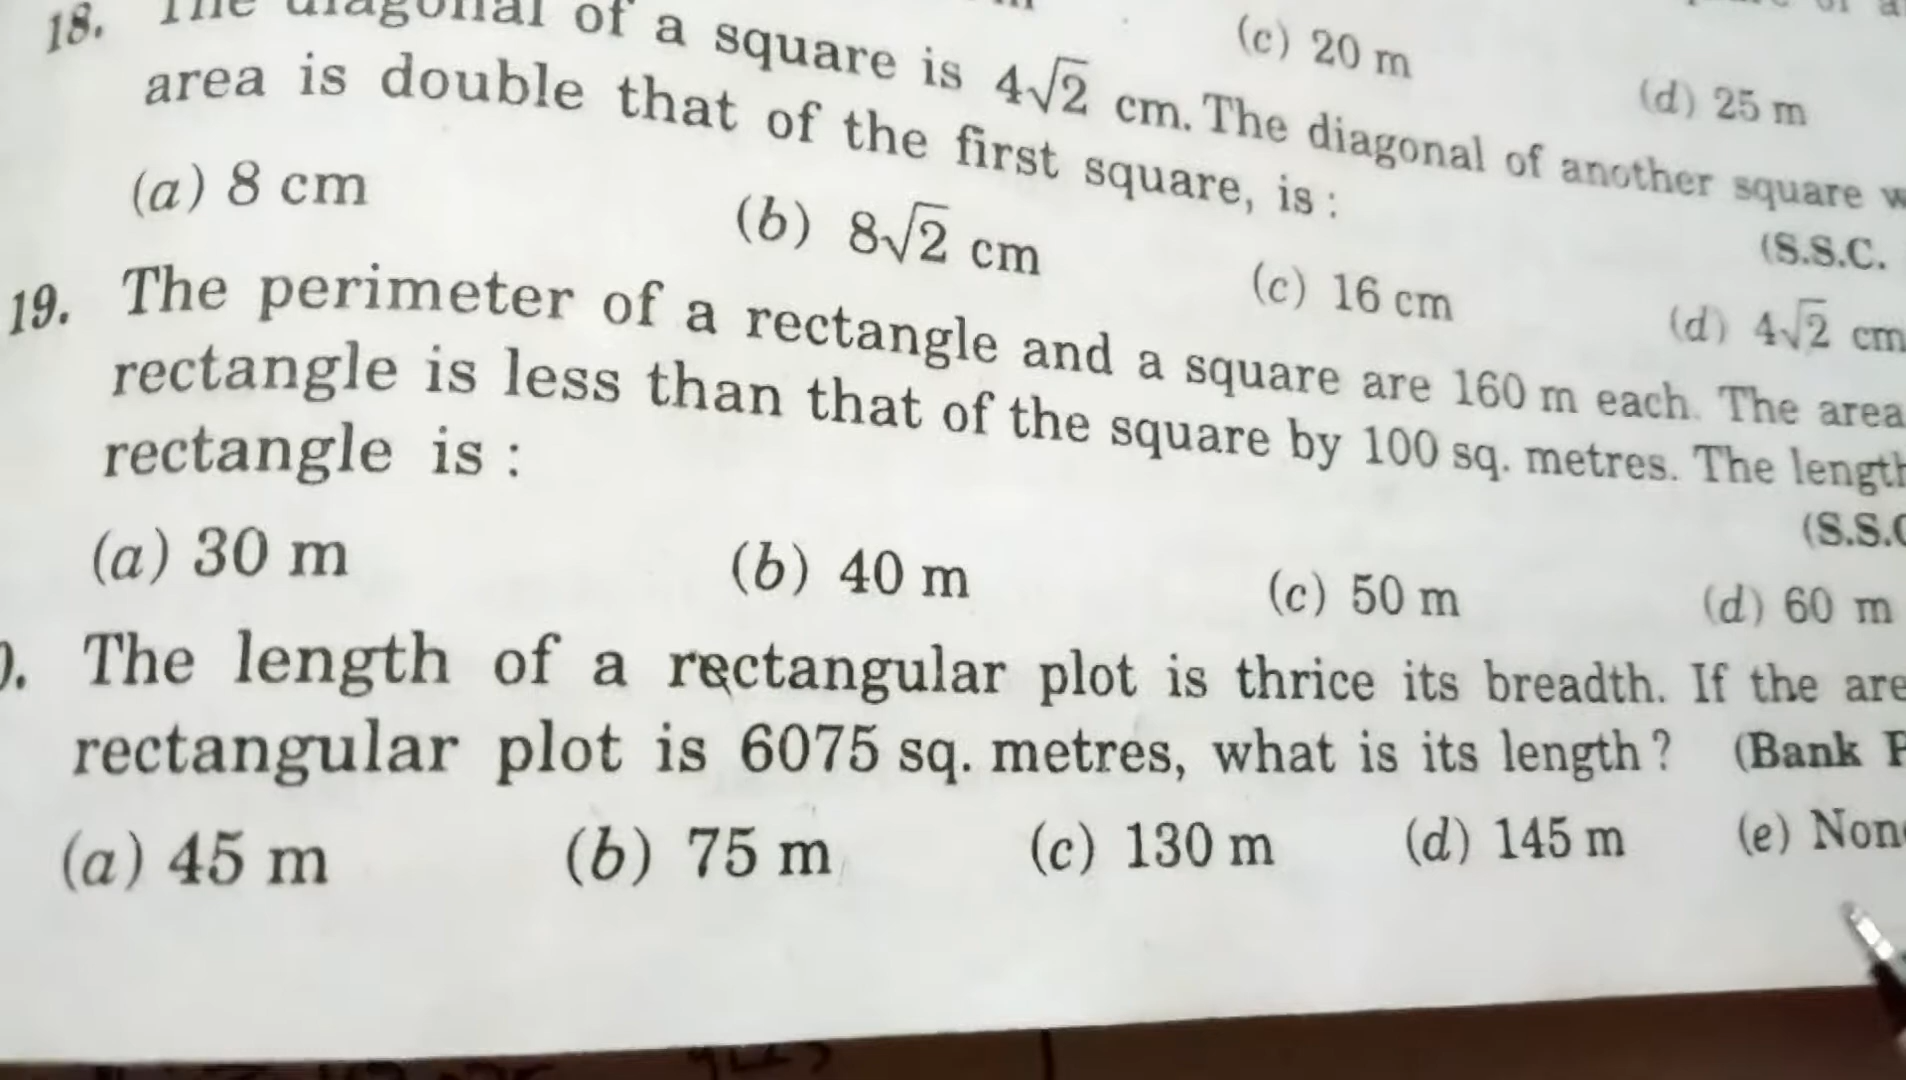 (c) 20 m
(d) 25 m
18. The diagonal of a square is 4√2 cm. The diagonal of another square
area is double that of the first square, is :
(S.S.C.
(a) 8 cm (b) 8√2 cm (c) 16 cm (d) 4√2 cm
19. The perimeter of a rectangle and a square are 160 m each. The area
rectangle is less than that of the square by 100 sq. metres. The length
rectangle is :
(S.S.
(a) 30 m (b) 40 m (c) 50 m (d) 60 m
. The length of a rectangular plot is thrice its breadth. If the are
rectangular plot is 6075 sq. metres, what is its length ? (Bank P
(a) 45 m (b) 75 m (c) 130 m (d) 145 m (e) Non